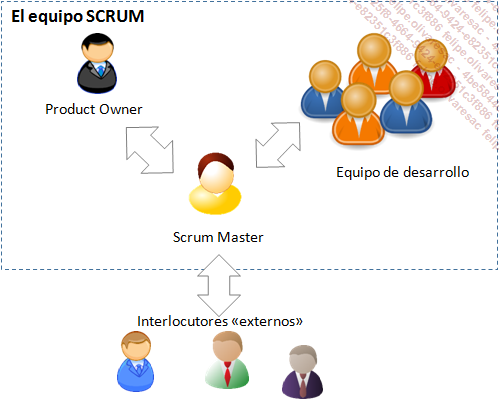 El equipo SCRUM
Product Owner
Equipo de desarrollo
Scrum Master
Interlocutores «externos»